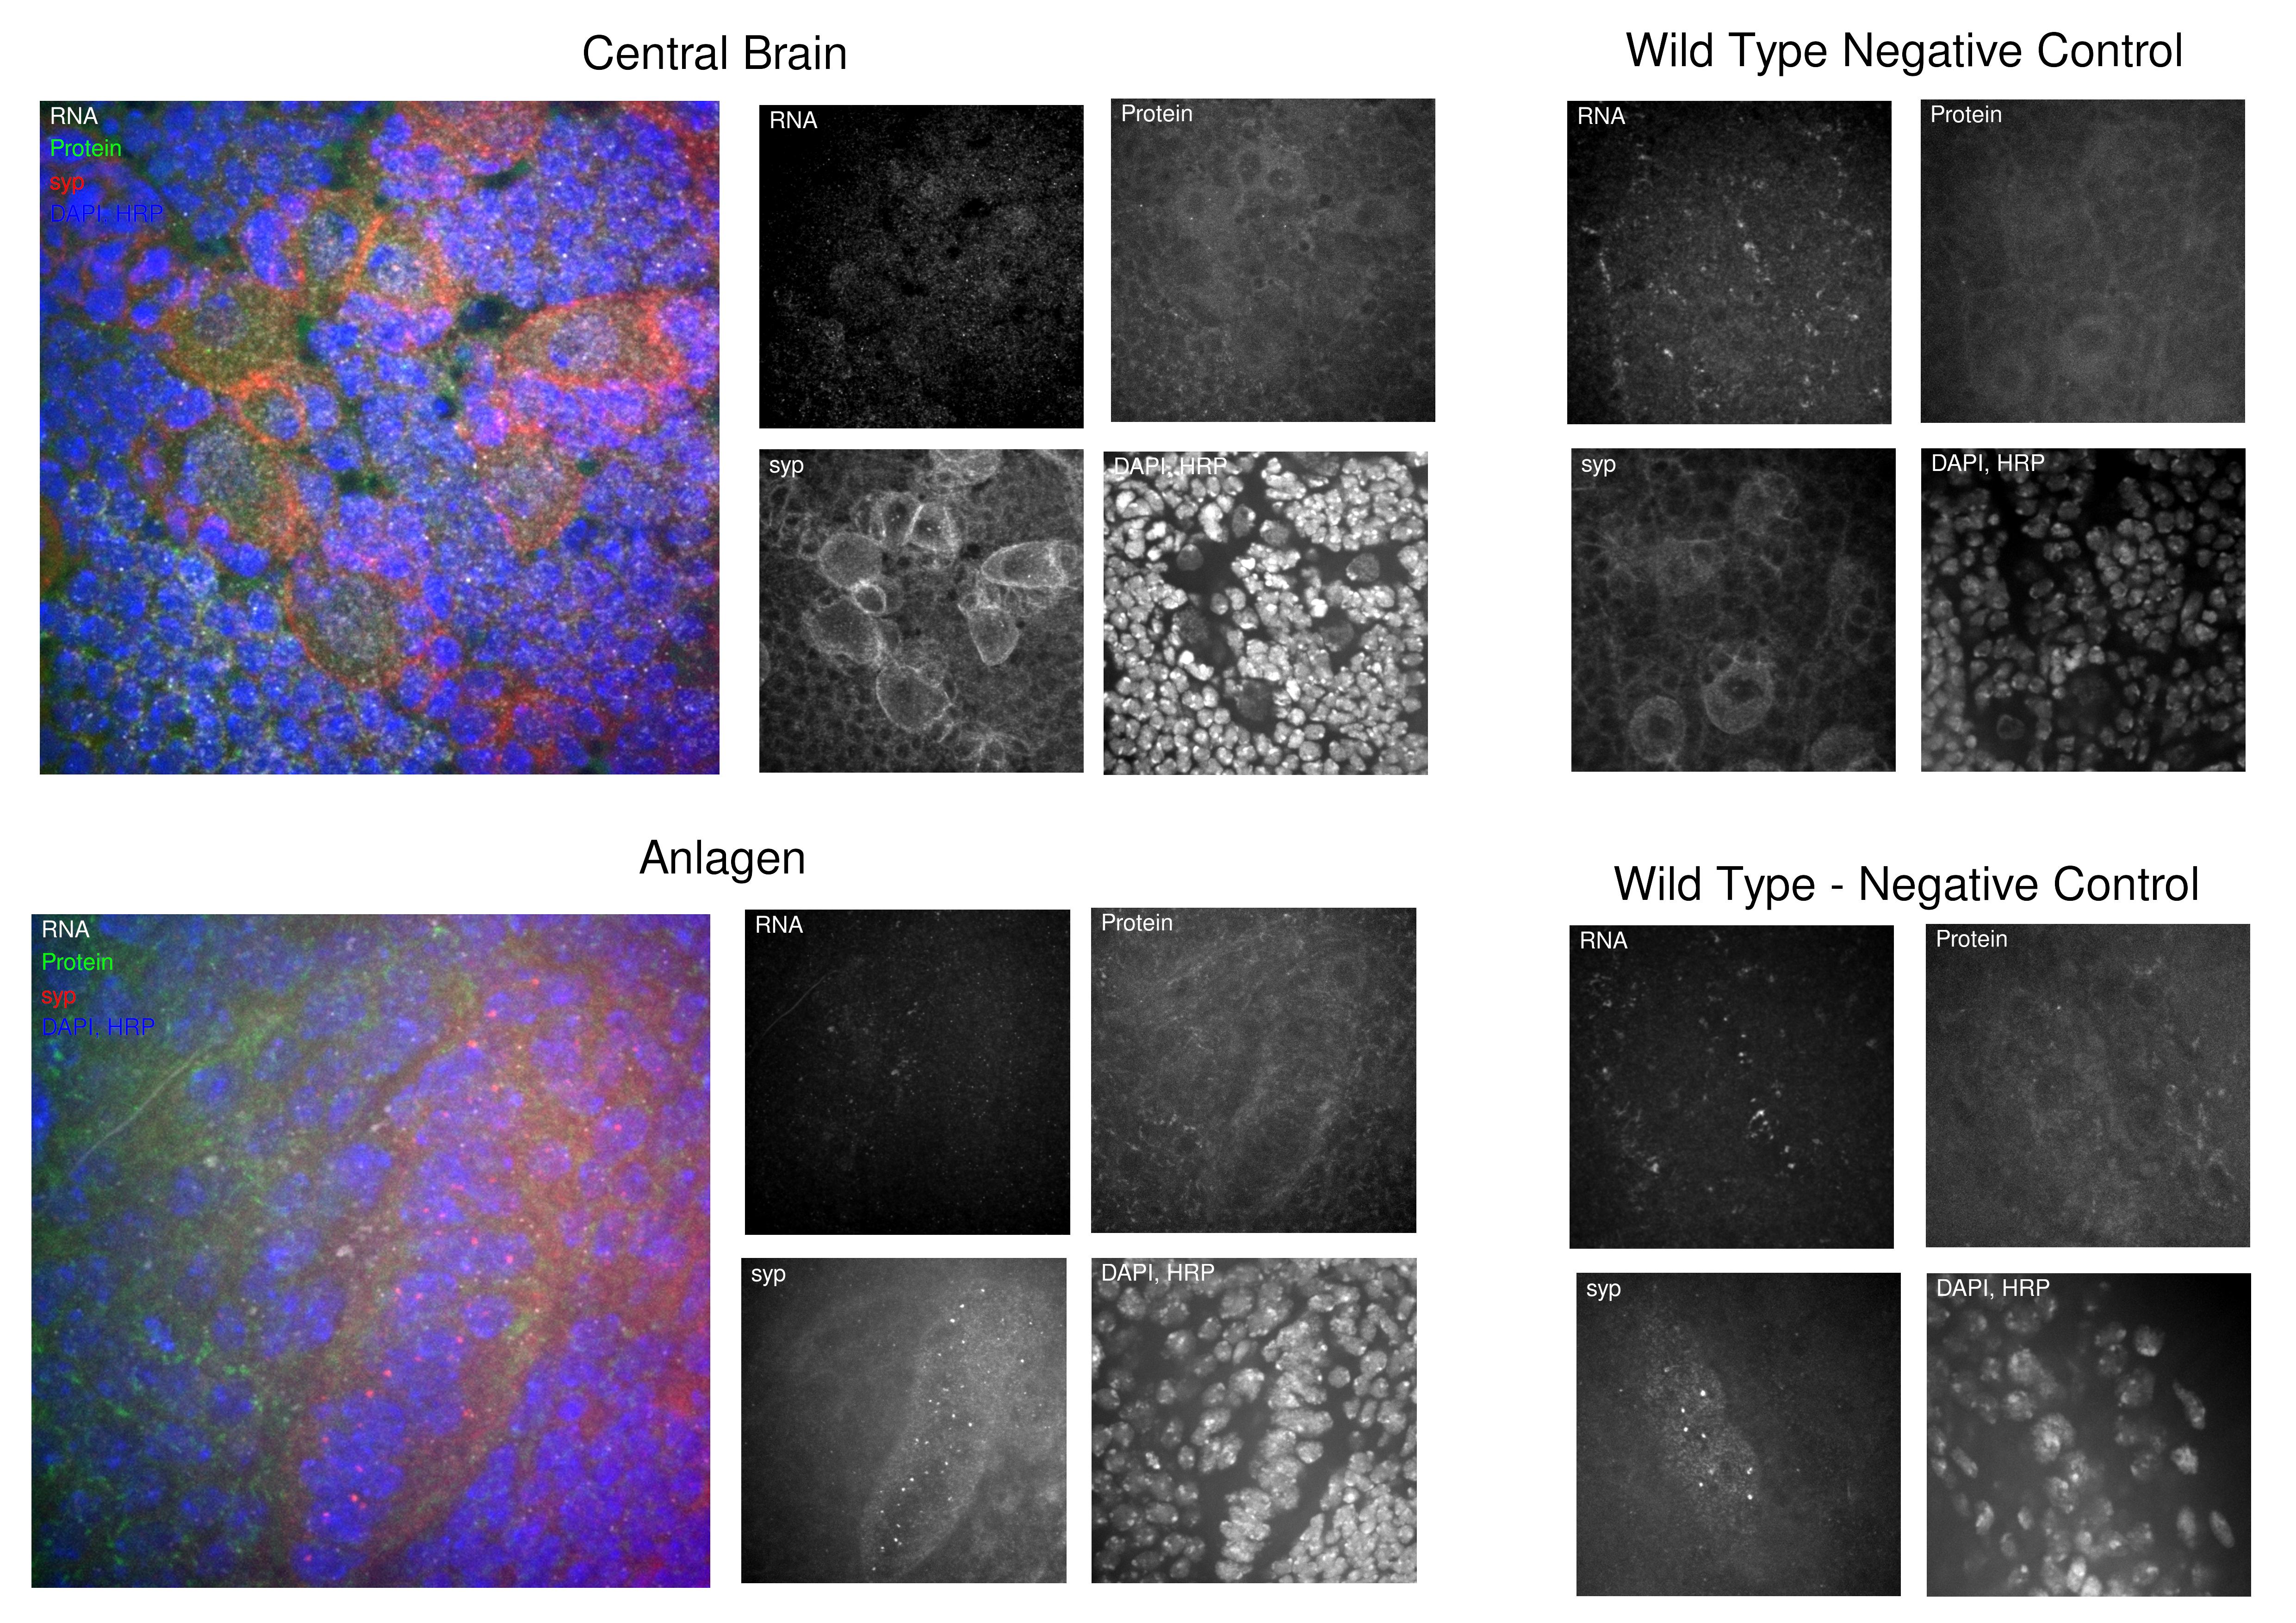 Central Brain
RNA
Protein
syp
DAPI, HRP
RNA
Protein
syp
DAPI, HRP
Wild Type Negative Control
RNA
Protein
syp
DAPI, HRP
Anlagen
RNA
Protein
syp
DAPI, HRP
RNA
Protein
syp
DAPI, HRP
Wild Type - Negative Control
RNA
Protein
syp
DAPI, HRP